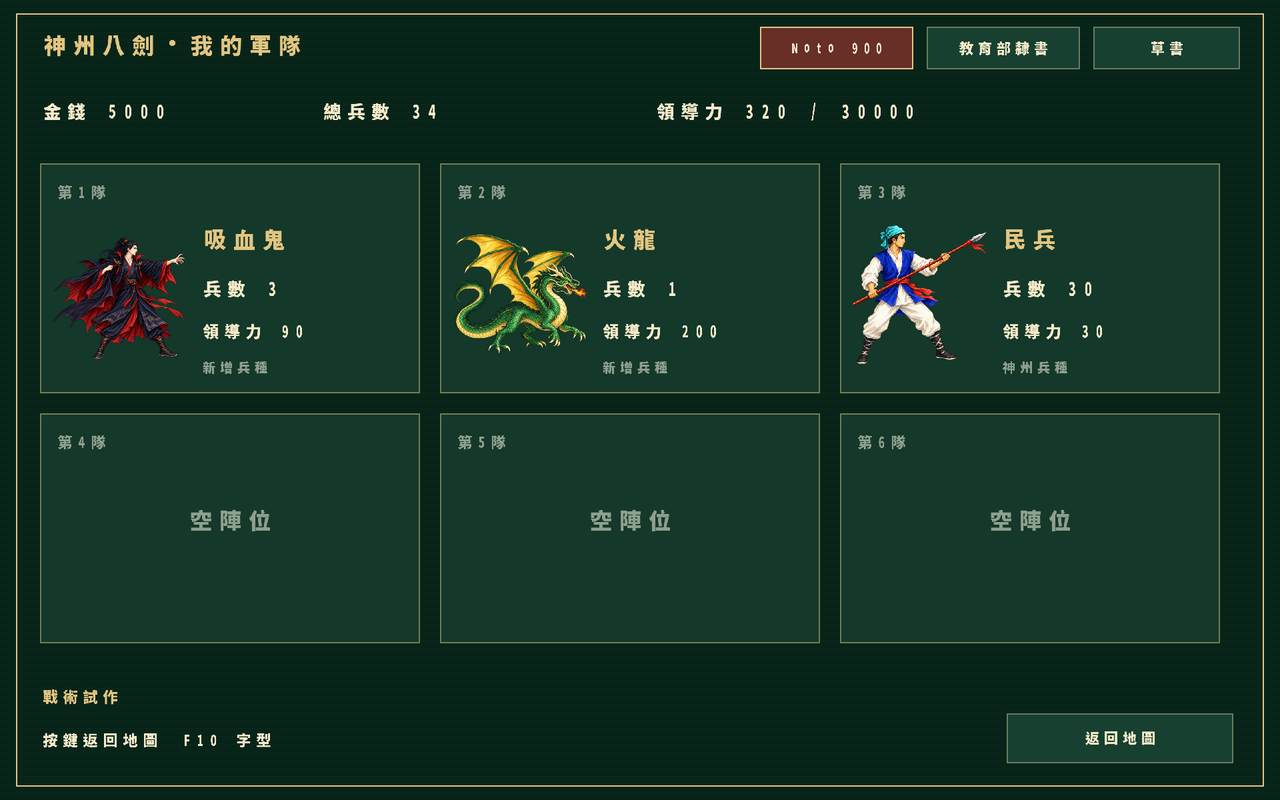 神州八劍・我的軍隊
Noto 900
教育部隸書
草書
金錢 5000
總兵數 34
領導力 320 / 30000
第1隊
吸血鬼
兵數 3
領導力 90
新增兵種
第2隊
火龍
兵數 1
領導力 200
新增兵種
第3隊
民兵
兵數 30
領導力 30
神州兵種
第4隊
空陣位
第5隊
空陣位
第6隊
空陣位
戰術試作
按鍵返回地圖 F10 字型
返回地圖